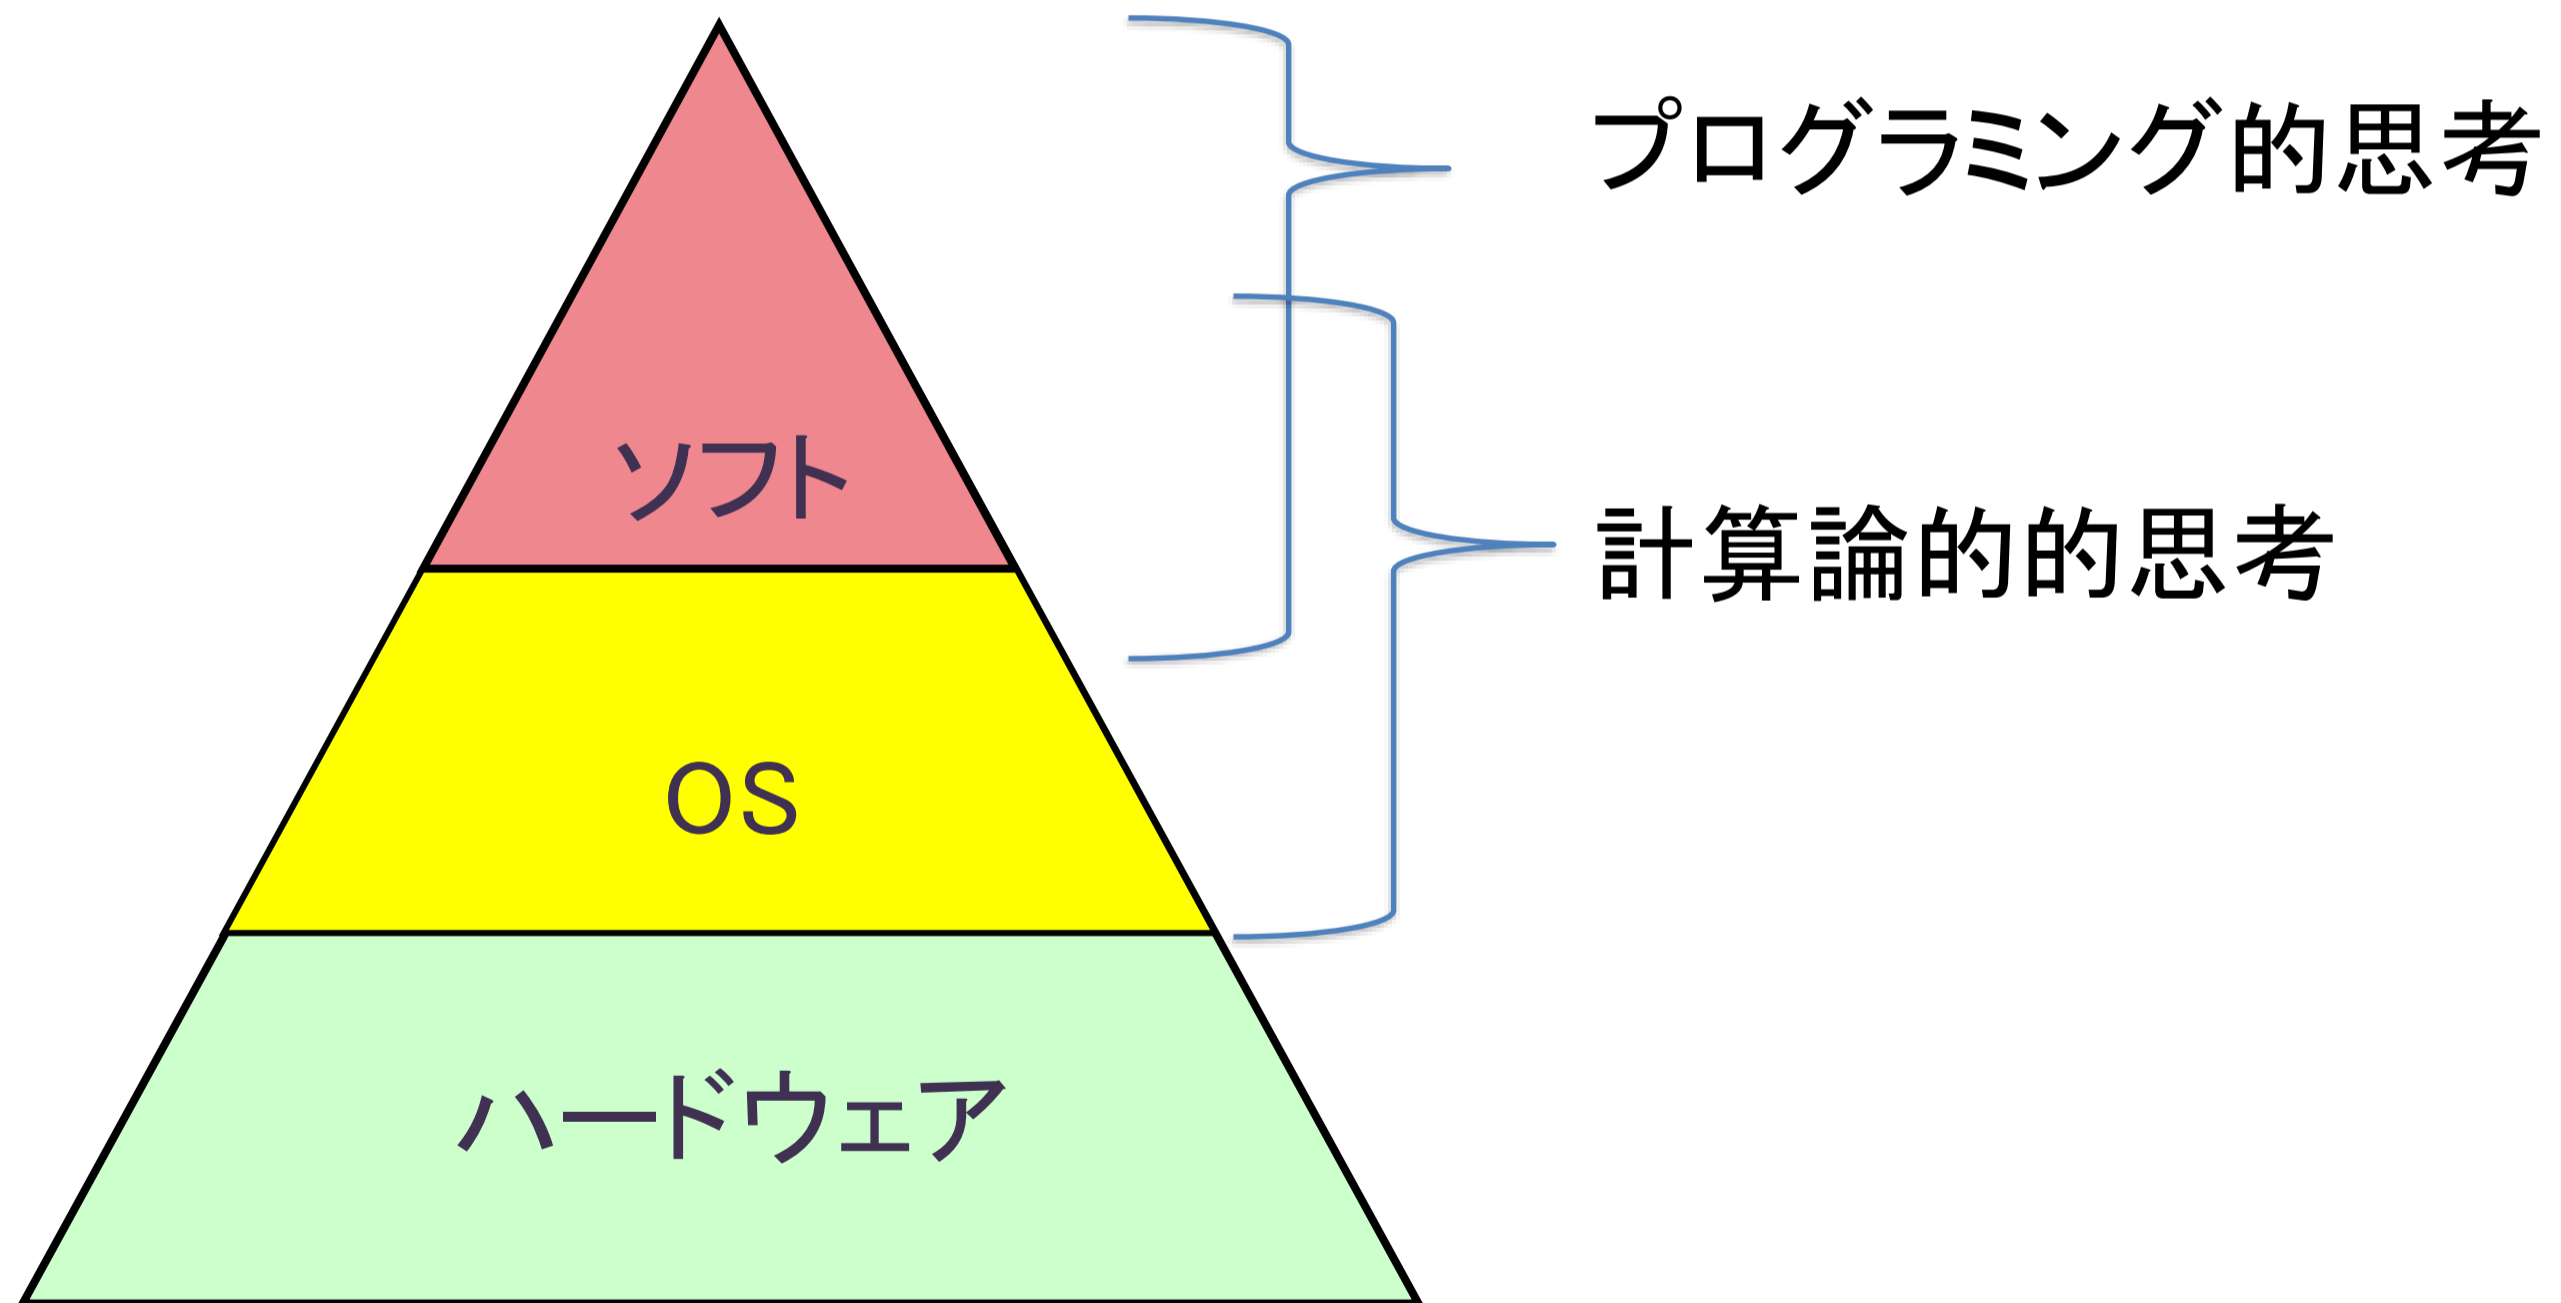 プログラミング的思考
ソフト
計算論的的思考
OS
ハードウェア